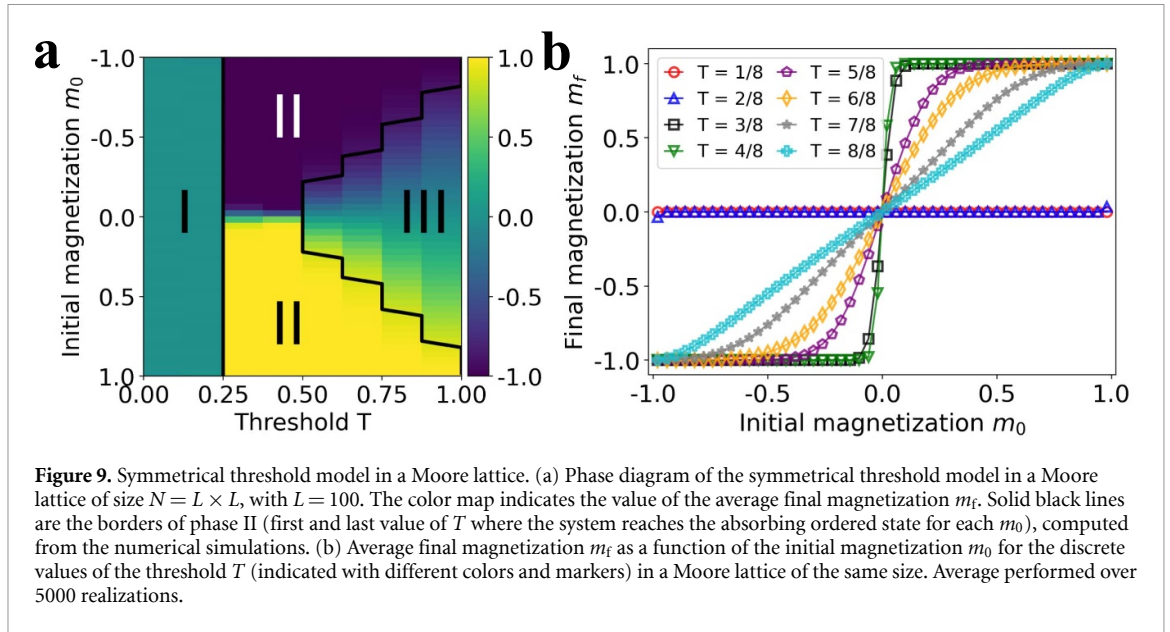 a
b
Initial magnetization m₀
-1.0
-0.5
0.0
0.5
1.0
II
I
III
II
0.00 0.25 0.50 0.75 1.00
Threshold T
1.0
0.5
0.0
-0.5
-1.0
Final magnetization m_f
1.0
0.5
0.0
-0.5
-1.0
T = 1/8 T = 5/8
T = 2/8 T = 6/8
T = 3/8 T = 7/8
T = 4/8 T = 8/8
-1.0 -0.5 0.0 0.5 1.0
Initial magnetization m₀
Figure 9. Symmetrical threshold model in a Moore lattice. (a) Phase diagram of the symmetrical threshold model in a Moore
lattice of size N = L × L, with L = 100. The color map indicates the value of the average final magnetization m_f. Solid black lines
are the borders of phase II (first and last value of T where the system reaches the absorbing ordered state for each m₀), computed
from the numerical simulations. (b) Average final magnetization m_f as a function of the initial magnetization m₀ for the discrete
values of the threshold T (indicated with different colors and markers) in a Moore lattice of the same size. Average performed over
5000 realizations.